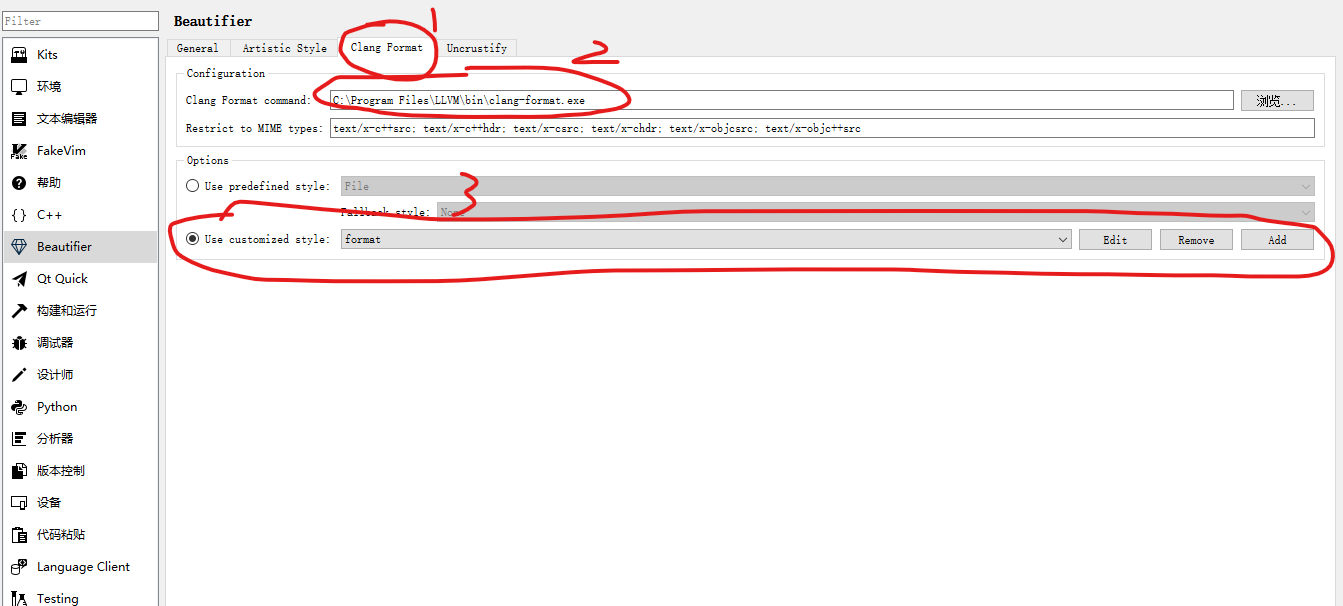 Filter
Beautifier
Kits
环境
文本编辑器
FakeVim
帮助
{} C++
Beautifier
Qt Quick
构建和运行
调试器
设计师
Python
分析器
版本控制
设备
代码粘贴
Language Client
Testing
General Artistic Style Clang Format Uncrustify
1
2
Configuration
Clang Format command: C:\Program Files\LLVM\bin\clang-format.exe 浏览...
Restrict to MIME types: text/x-c++src; text/x-c++hdr; text/x-csrc; text/x-chdr; text/x-objcsrc; text/x-objc++src
Options
Use predefined style: File
3
Fallback style: None
Use customized style: format Edit Remove Add